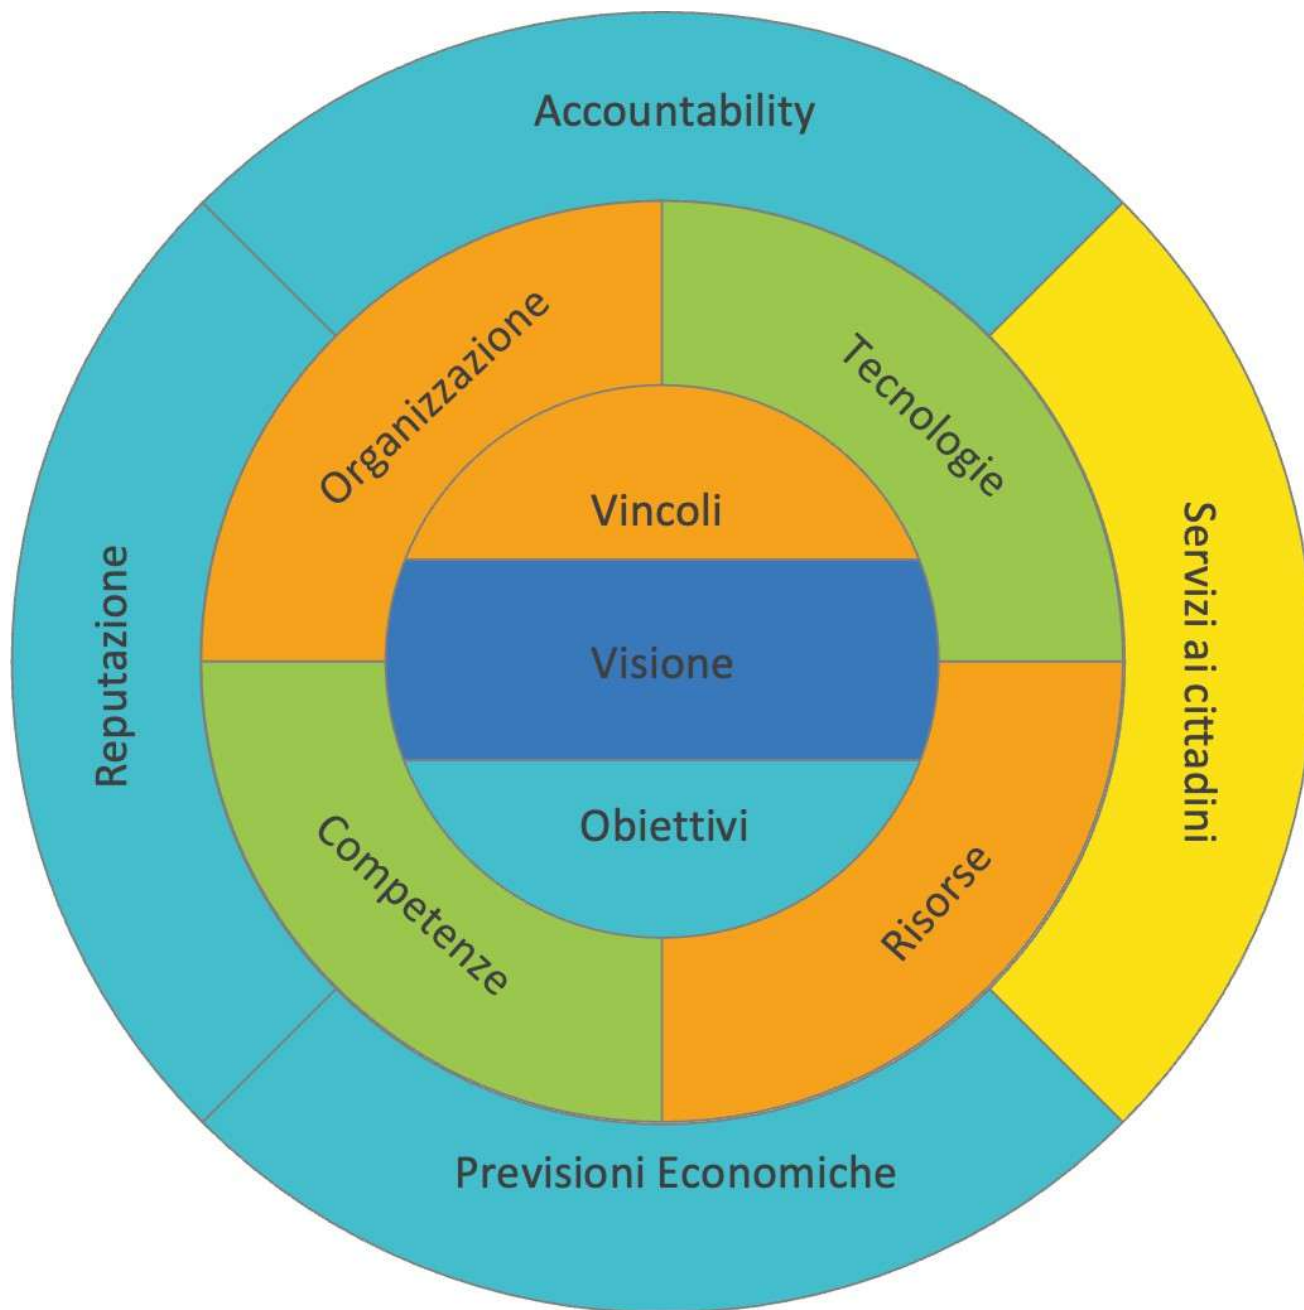 Accountability
Organizzazione
Tecnologie
Vincoli
Reputazione
Visione
Servizi ai cittadini
Obiettivi
Competenze
Risorse
Previsioni Economiche